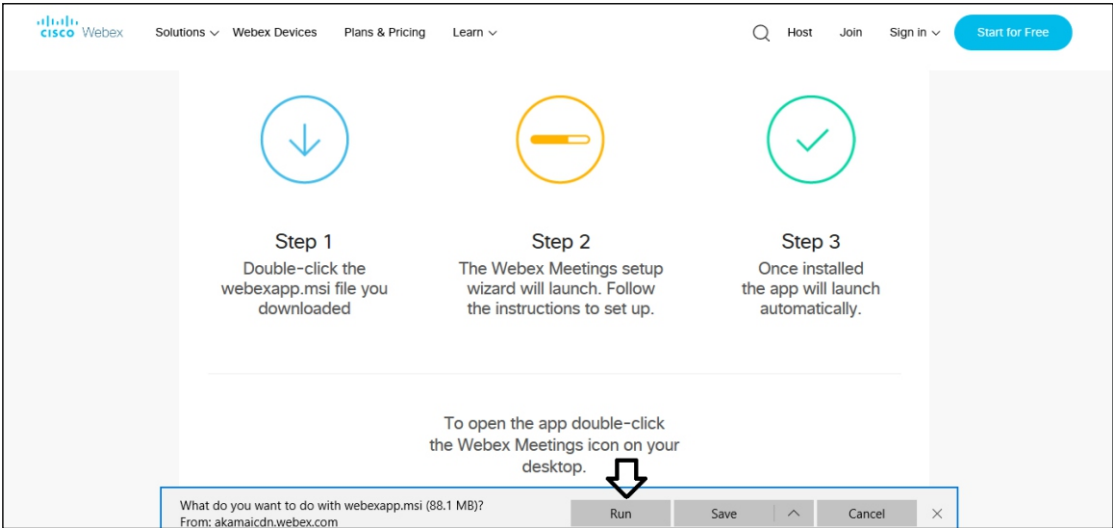 CISCO Webex
Solutions Webex Devices Plans & Pricing Learn Host Join Sign in Start for Free
Step 1
Double-click the
webexapp.msi file you
downloaded
Step 2
The Webex Meetings setup
wizard will launch. Follow
the instructions to set up.
Step 3
Once installed
the app will launch
automatically.
To open the app double-click
the Webex Meetings icon on your
desktop.
What do you want to do with webexapp.msi (88.1 MB)?
From: akamaicdn.webex.com
Run Save Cancel